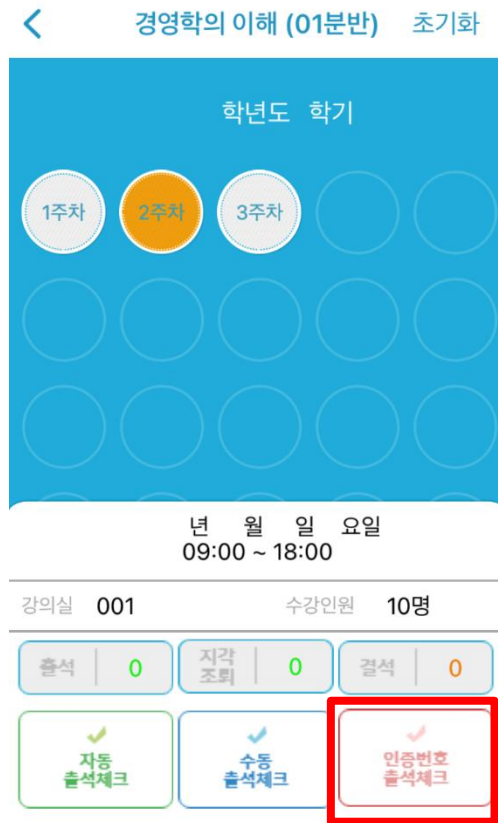 경영학의 이해 (01분반) 초기화
학년도 학기
1주차 2주차 3주차
년 월 일 요일
09:00 ~ 18:00
강의실 001 수강인원 10명
출석 0 지각 조퇴 0 결석 0
자동 출석체크 수동 출석체크 인증번호 출석체크